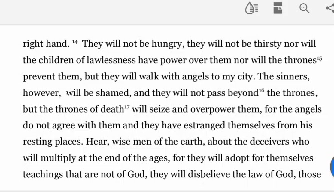 right hand. ¹⁴ They will not be hungry, they will not be thirsty nor will
the children of lawlessness have power over them nor will the thrones¹⁵
prevent them, but they will walk with angels to my city. The sinners,
however, will be shamed, and they will not pass beyond¹⁶ the thrones,
but the thrones of death¹⁷ will seize and overpower them, for the angels
do not agree with them and they have estranged themselves from his
resting places. Hear, wise men of the earth, about the deceivers who
will multiply at the end of the ages, for they will adopt for themselves
teachings that are not of God, they will disbelieve the law of God, those